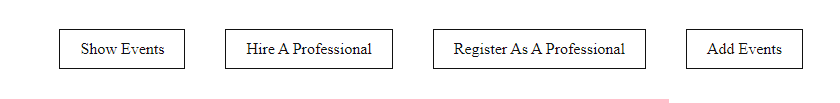 Show Events
Hire A Professional
Register As A Professional
Add Events